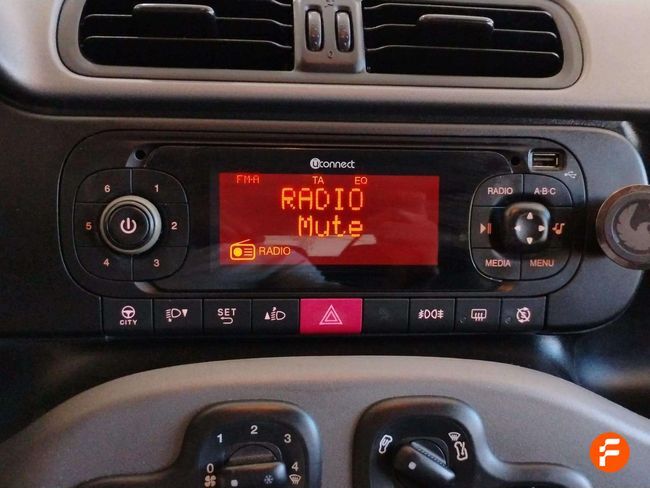 uconnect
FM-A TA EQ
RADIO
Mute
RADIO
6 1
5 2
4 3
RADIO A·B·C
MEDIA MENU
CITY
SET
0 1 2 3 4
F